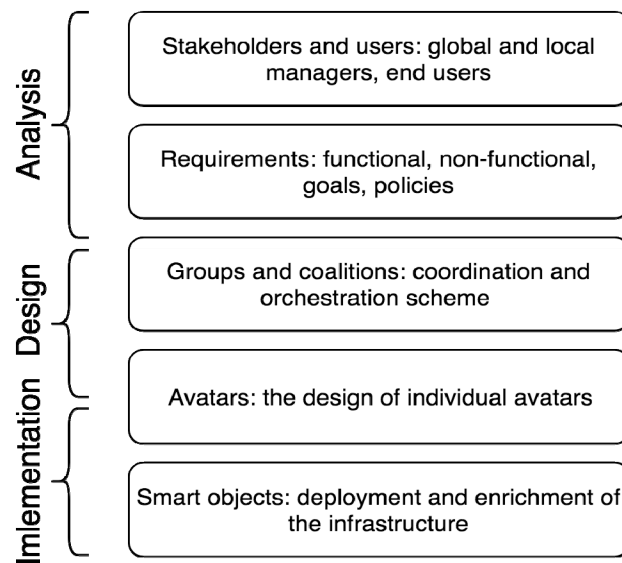 Analysis
Stakeholders and users: global and local
managers, end users
Requirements: functional, non-functional,
goals, policies
Design
Groups and coalitions: coordination and
orchestration scheme
Imlementation
Avatars: the design of individual avatars
Smart objects: deployment and enrichment of
the infrastructure